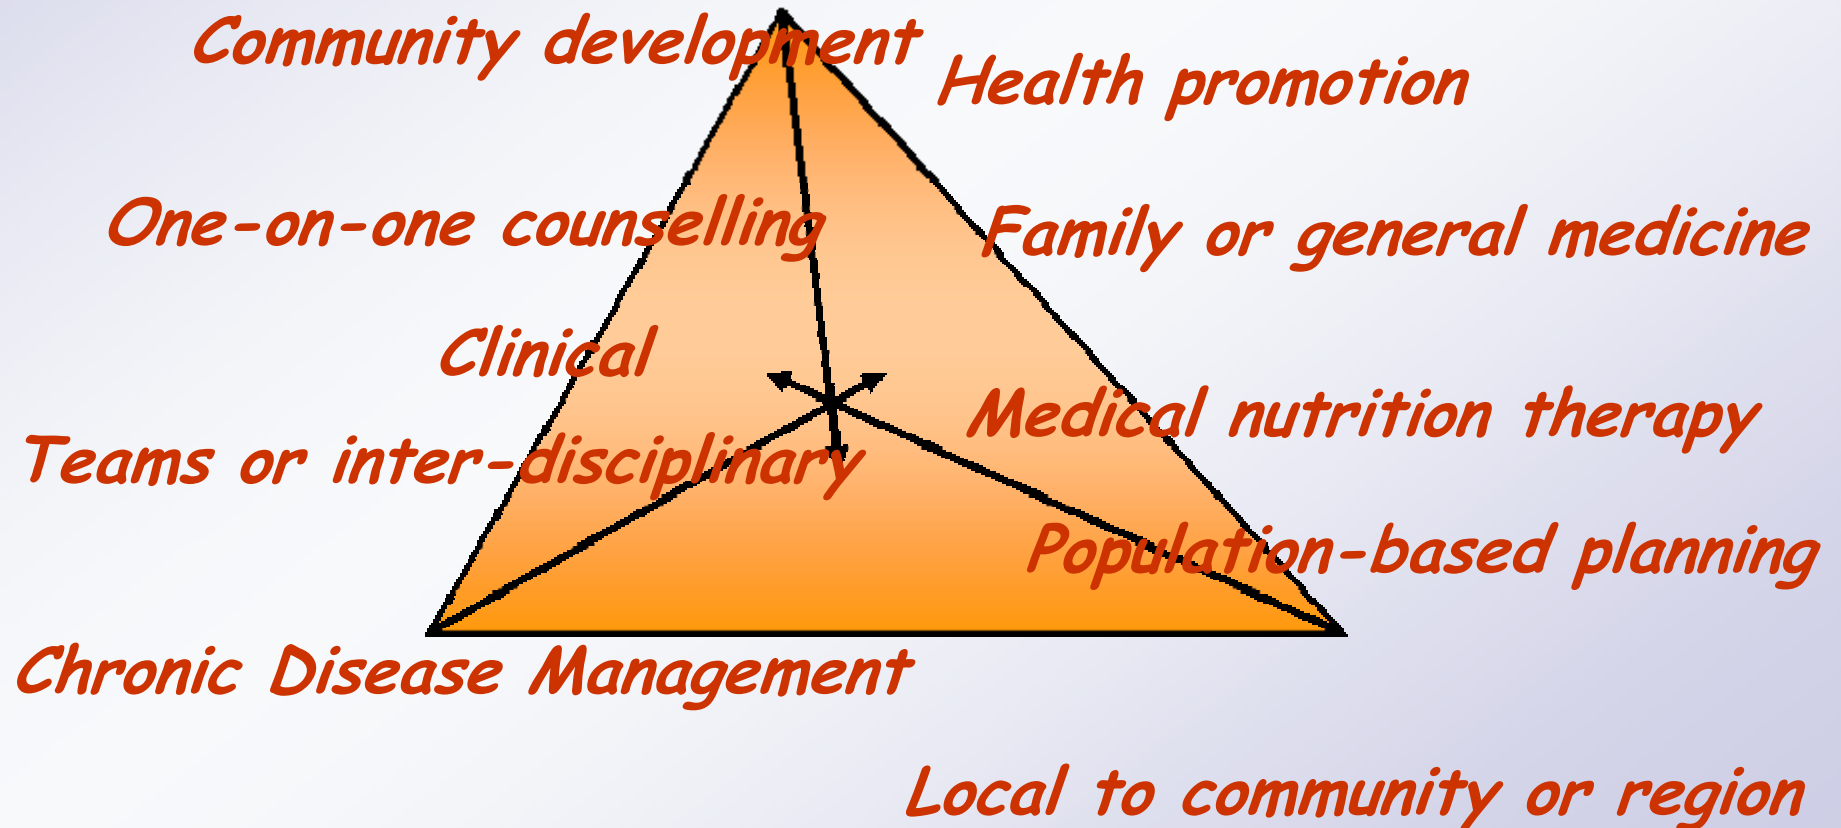 Community development
Health promotion
One-on-one counselling
Family or general medicine
Clinical
Medical nutrition therapy
Teams or inter-disciplinary
Population-based planning
Chronic Disease Management
Local to community or region